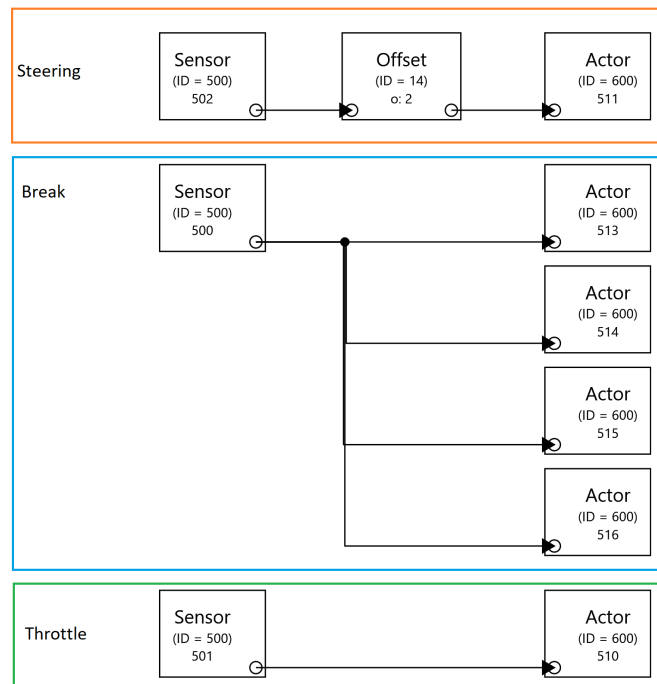 Steering
Sensor
(ID = 500)
502
Offset
(ID = 14)
o: 2
Actor
(ID = 600)
511
Break
Sensor
(ID = 500)
500
Actor
(ID = 600)
513
Actor
(ID = 600)
514
Actor
(ID = 600)
515
Actor
(ID = 600)
516
Throttle
Sensor
(ID = 500)
501
Actor
(ID = 600)
510